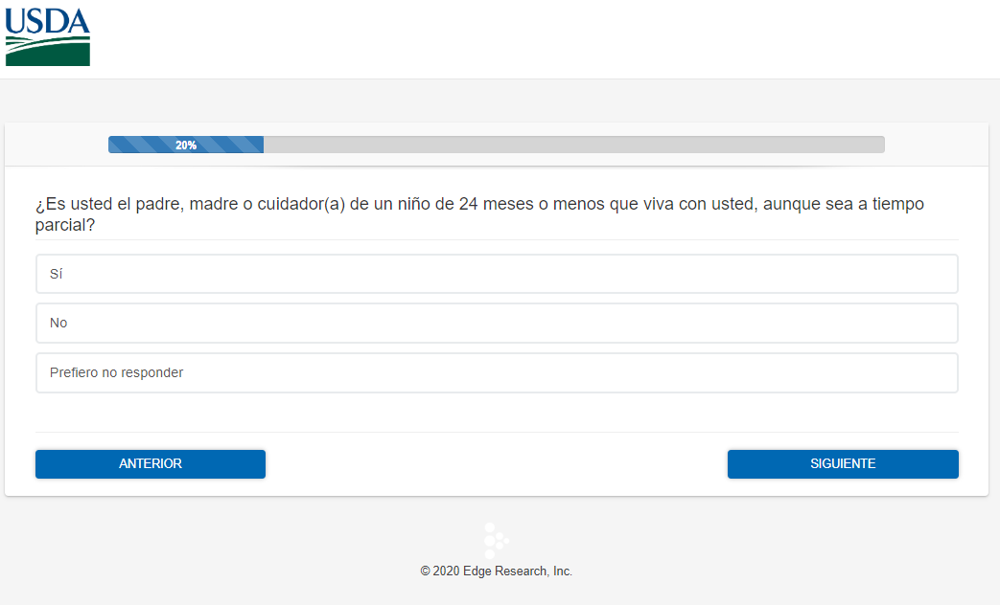 USDA
20%
¿Es usted el padre, madre o cuidador(a) de un niño de 24 meses o menos que viva con usted, aunque sea a tiempo
parcial?
Sí
No
Prefiero no responder
ANTERIOR
SIGUIENTE
© 2020 Edge Research, Inc.